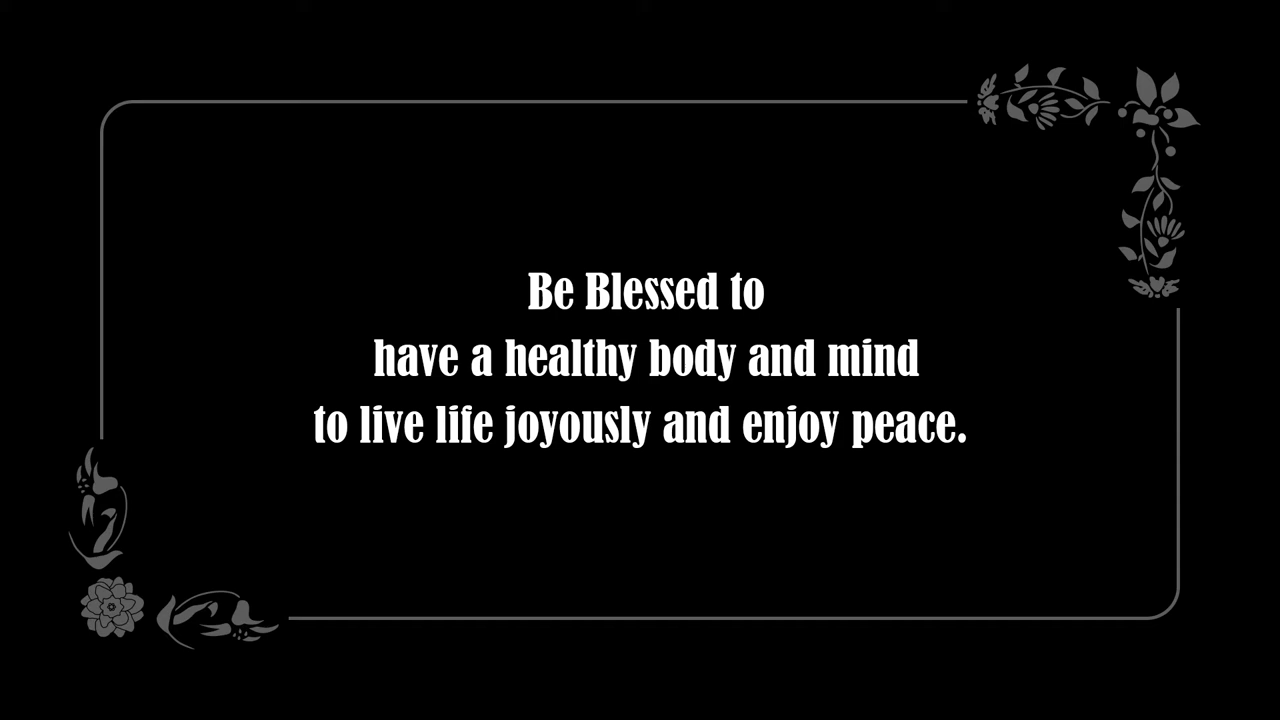 Be Blessed to
have a healthy body and mind
to live life joyously and enjoy peace.